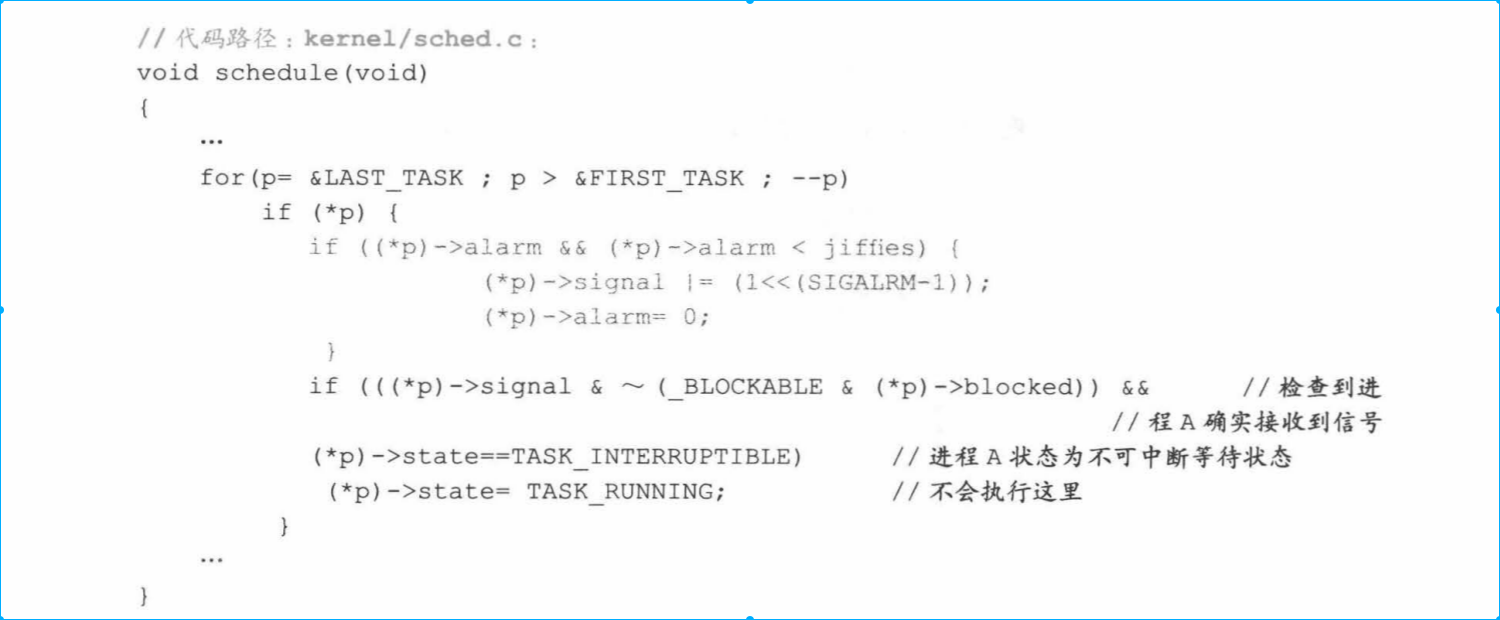 // 代码路径：kernel/sched.c：
void schedule(void)
{
…
for(p= &LAST_TASK ; p > &FIRST_TASK ; --p)
if (*p) {
if ((*p)->alarm && (*p)->alarm < jiffies) {
(*p)->signal |= (1<<(SIGALRM-1));
(*p)->alarm= 0;
}
if (((*p)->signal & ～(_BLOCKABLE & (*p)->blocked)) && // 检查到进
// 程 A 确实接收到信号
(*p)->state==TASK_INTERRUPTIBLE) // 进程 A 状态为不可中断等待状态
(*p)->state= TASK_RUNNING; // 不会执行这里
}
…
}